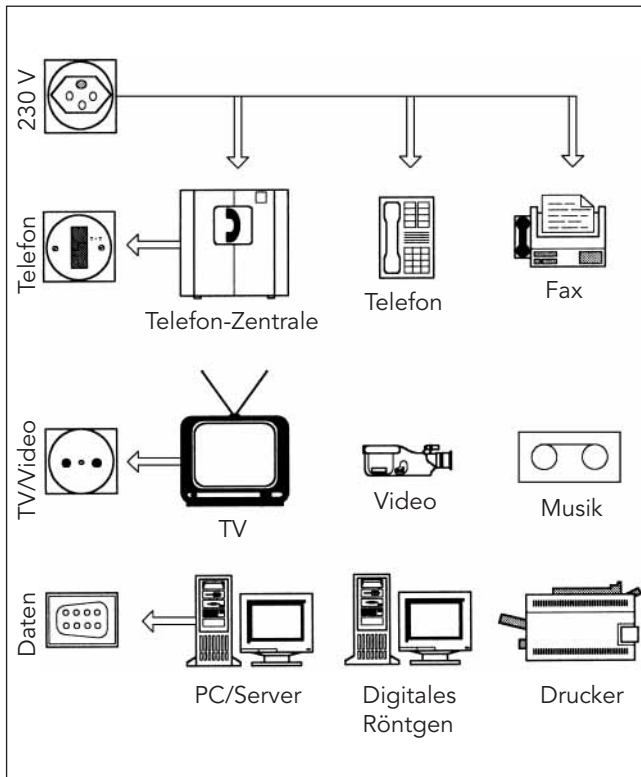 230 V
Telefon
T+T
Telefon-Zentrale
Telefon
Fax
TV/Video
TV
Video
Musik
Daten
PC/Server
Digitales
Röntgen
Drucker